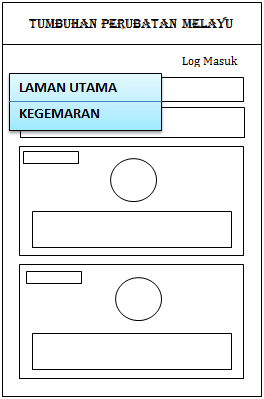 TUMBUHAN PERUBATAN MELAYU
Log Masuk
LAMAN UTAMA
KEGEMARAN